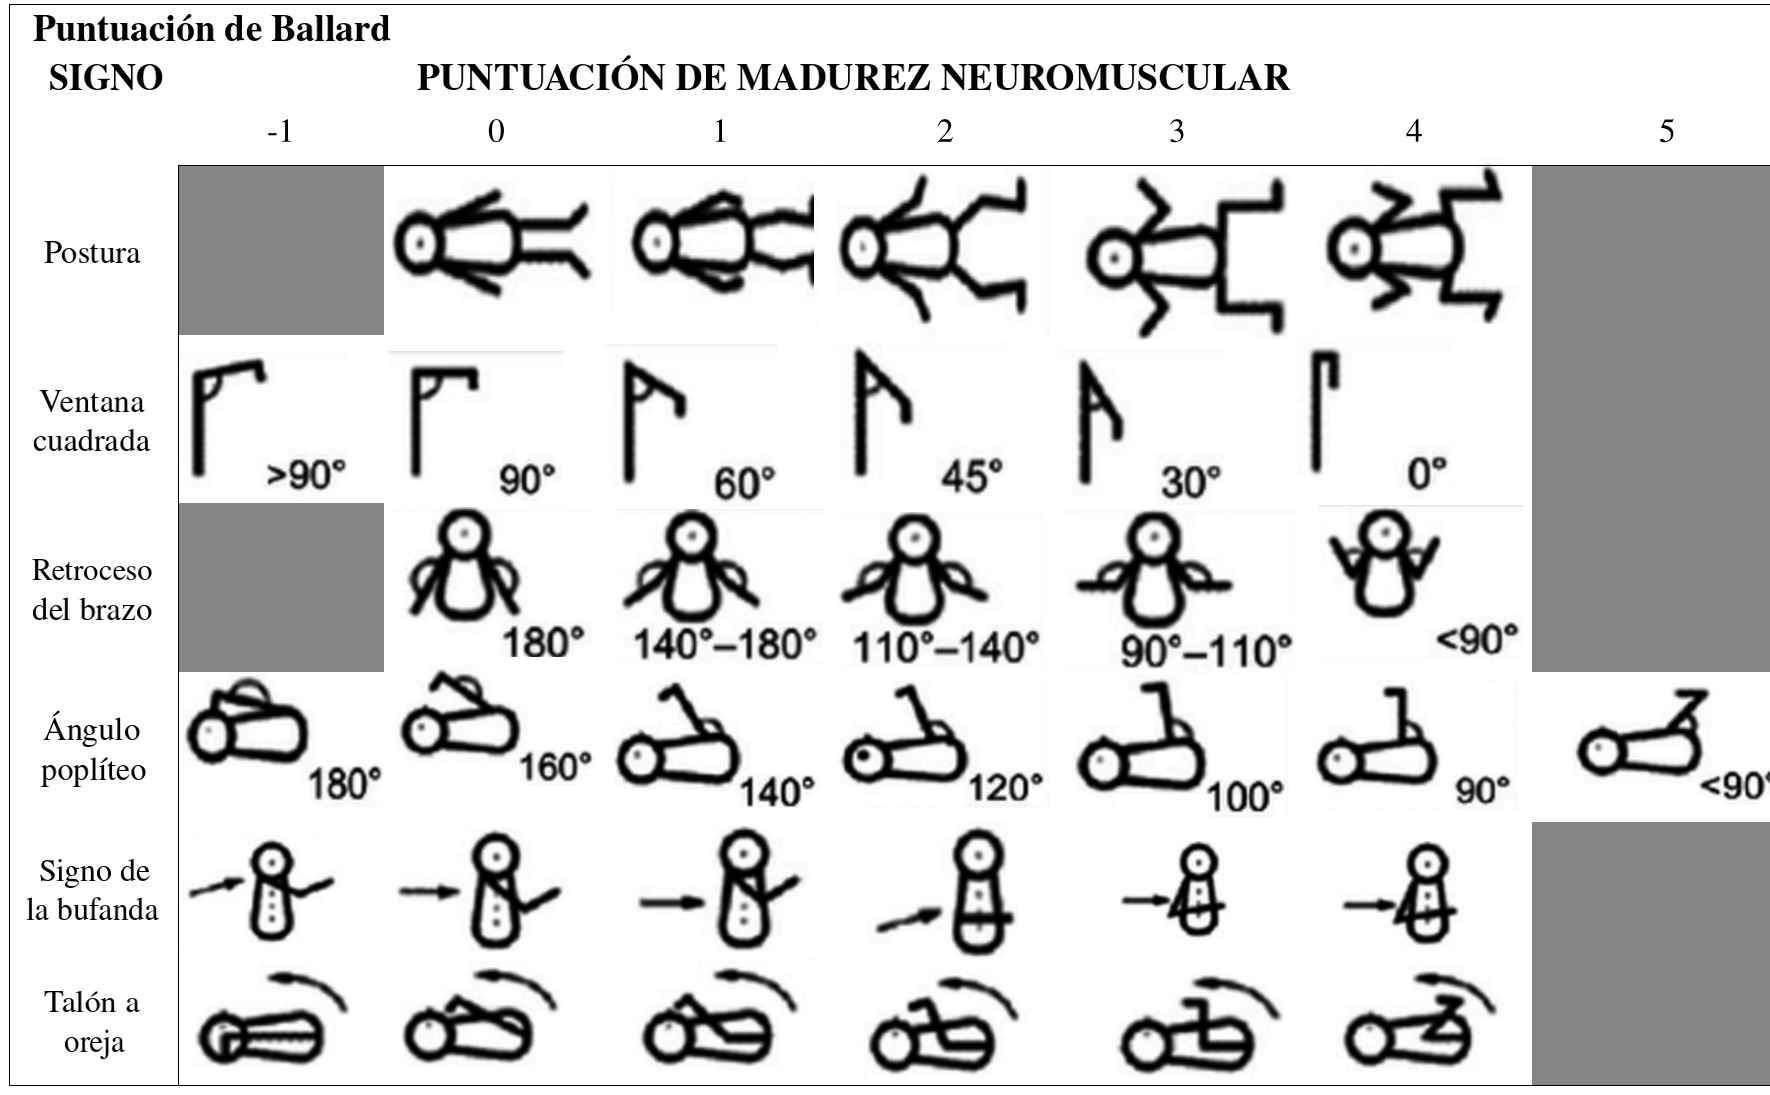 Puntuación de Ballard
SIGNO PUNTUACIÓN DE MADUREZ NEUROMUSCULAR
-1 0 1 2 3 4 5
Postura
Ventana
cuadrada
>90° 90° 60° 45° 30° 0°
Retroceso
del brazo
180° 140°–180° 110°–140° 90°–110° <90°
Ángulo
poplíteo
180° 160° 140° 120° 100° 90° <90°
Signo de
la bufanda
Talón a
oreja